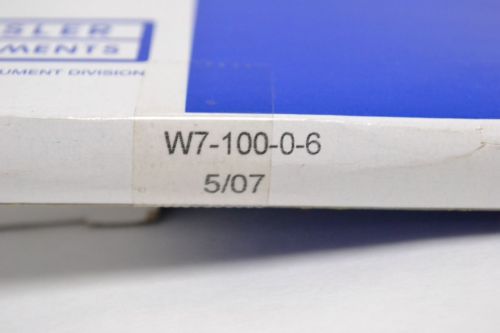 SLER
MENTS
UMENT DIVISION
W7-100-0-6
5/07